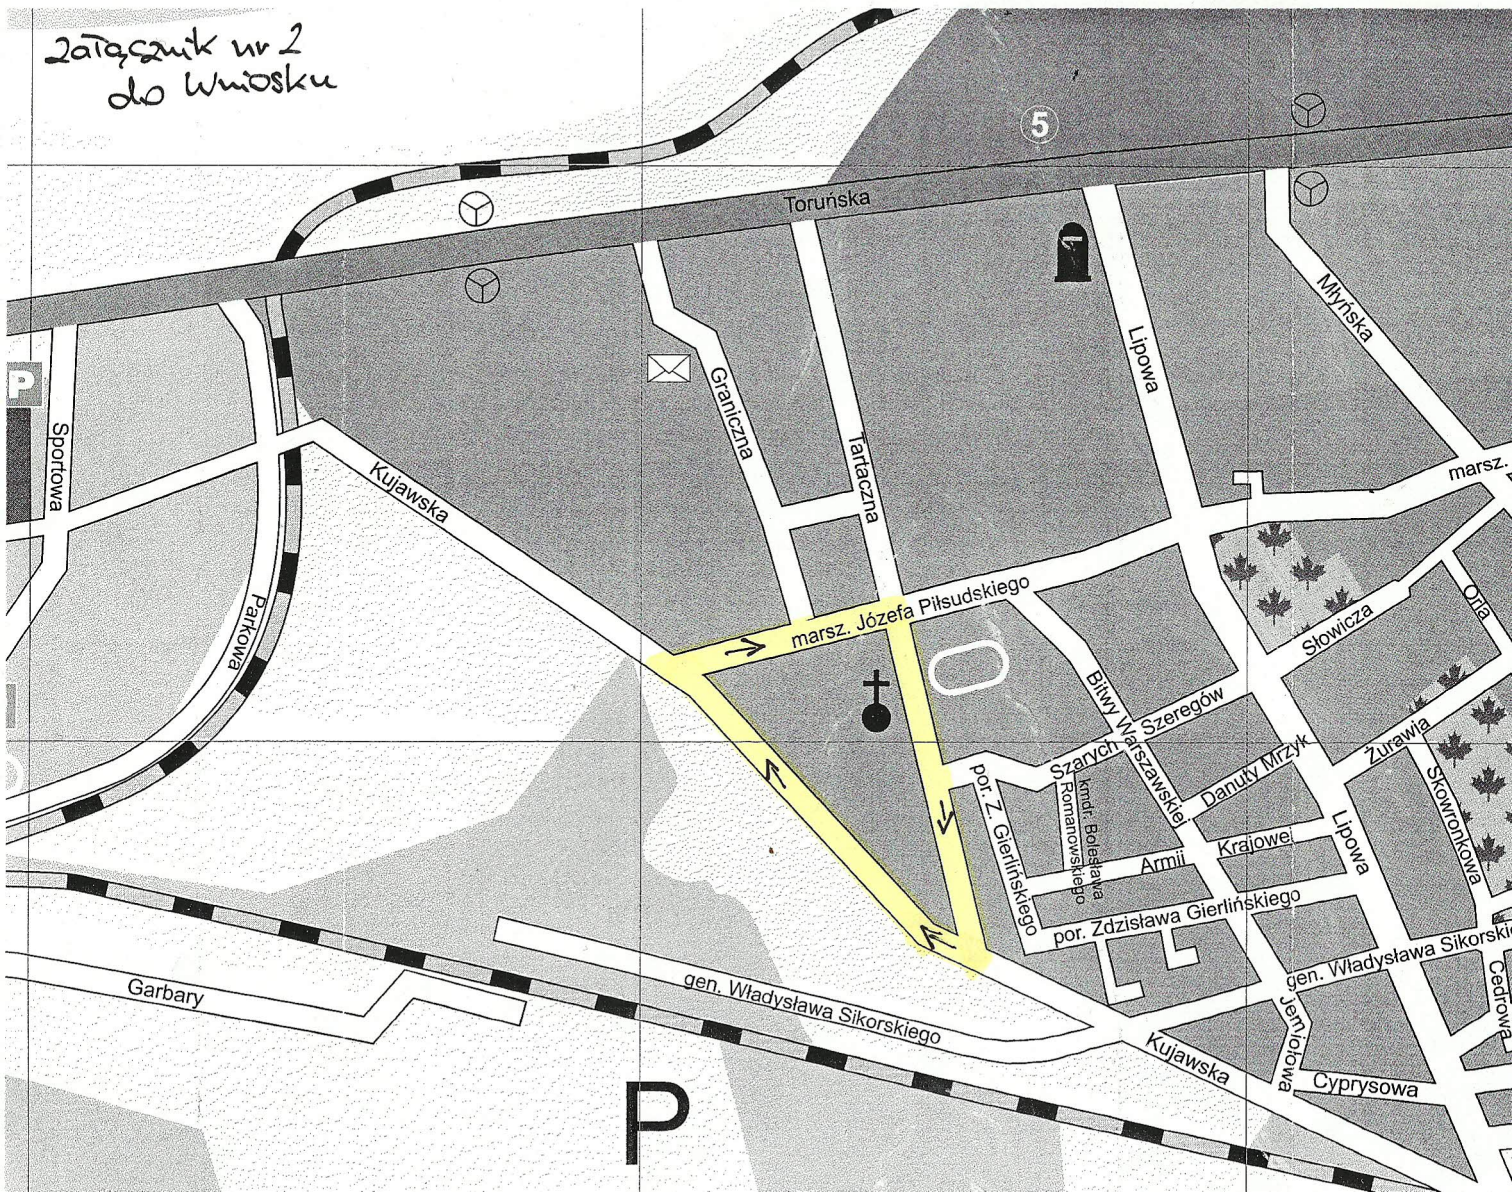 załącznik nr 2
do wniosku
5
Toruńska
1
Młyńska
Lipowa
P
Graniczna
Sportowa
Tartaczna
Kujawska
marsz.
marsz. Józefa Piłsudskiego
Orla
Słowicza
Parkowa
Bitwy Warszawskiej
Szarych Szeregów
Żurawia
Danuty Mrzyk
Skowronkowa
por. Z. Gierlińskiego
kmdr. Bolesława
Romanowskiego
Armii Krajowej
Lipowa
por. Zdzisława Gierlińskiego
gen. Władysława Sikorskie
Cedrowa
Garbary
gen. Władysława Sikorskiego
Jemiołowa
Kujawska
Cyprysowa
P